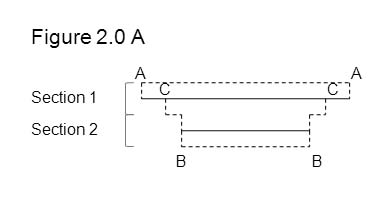 Figure 2.0 A
A A
C C
Section 1
Section 2
B B